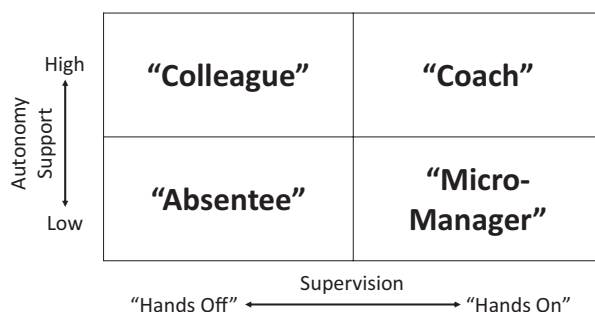 High
“Colleague”
“Coach”
Autonomy
Support
“Absentee”
“Micro-
Manager”
Low
Supervision
“Hands Off”
“Hands On”